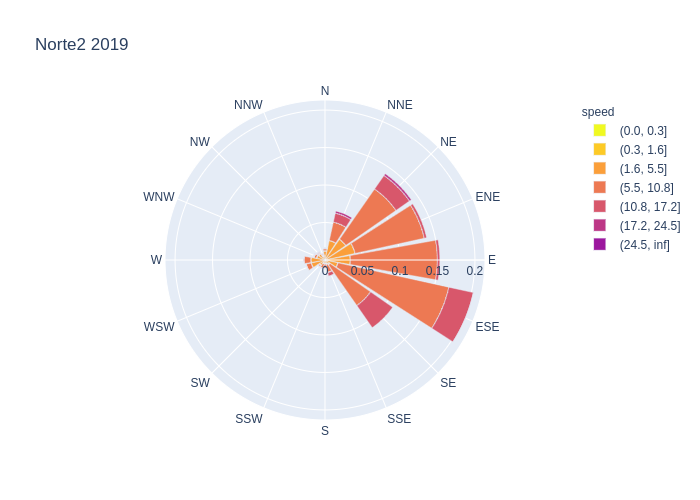 Norte2 2019
N
NNE
NE
ENE
E
ESE
SE
SSE
S
SSW
SW
WSW
W
WNW
NW
NNW
0 0.05 0.1 0.15 0.2
speed
(0.0, 0.3]
(0.3, 1.6]
(1.6, 5.5]
(5.5, 10.8]
(10.8, 17.2]
(17.2, 24.5]
(24.5, inf]